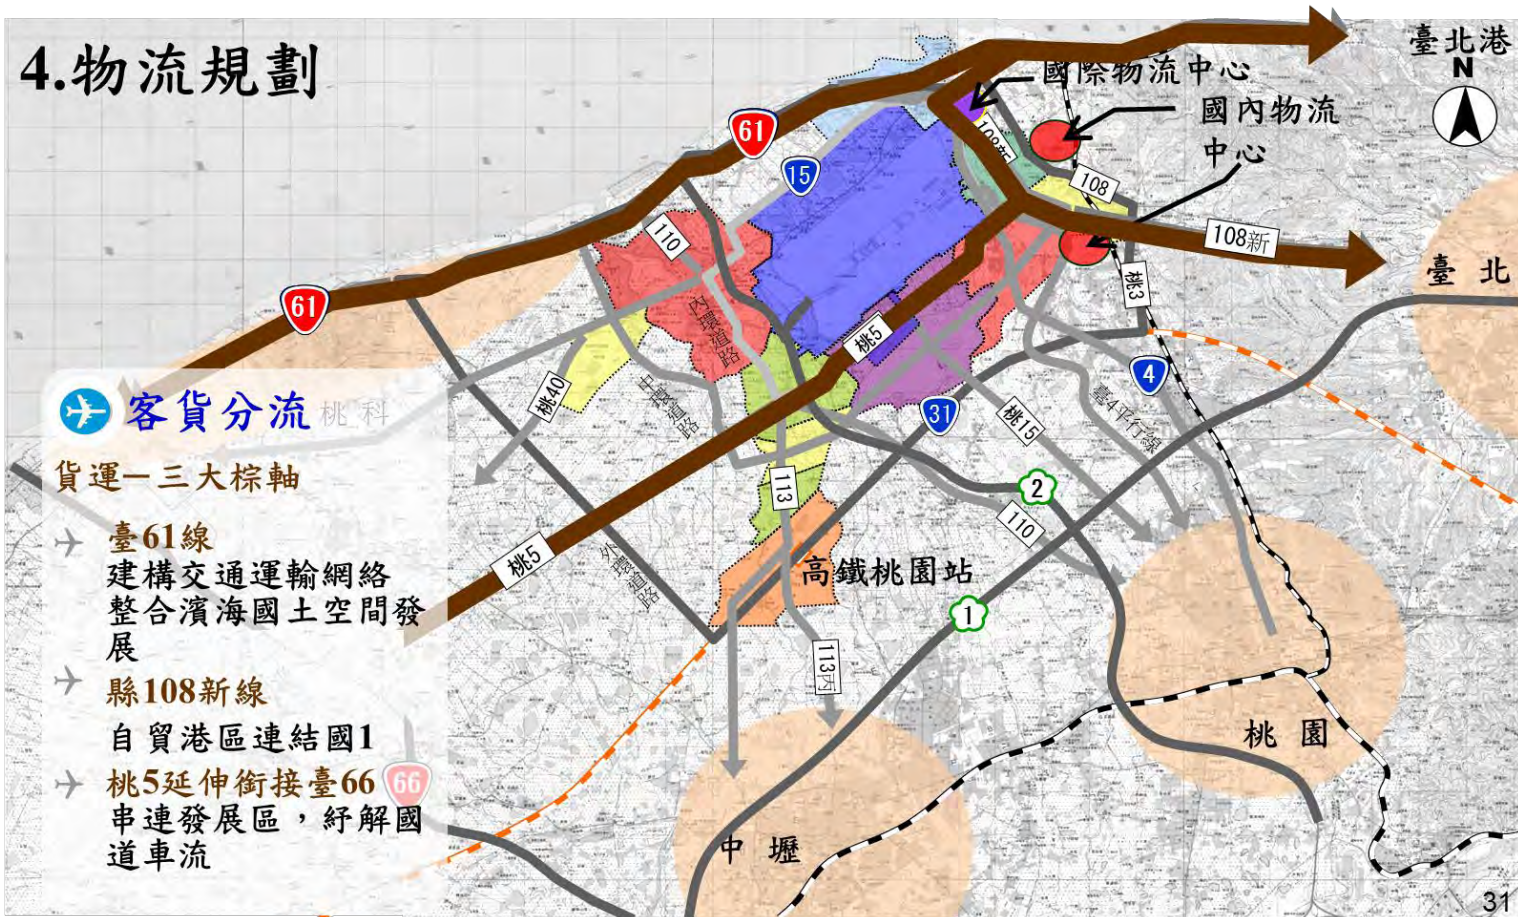 4.物流規劃
臺北港
N
國際物流中心
國內物流
中心
61
15
108新
108
110
108新
臺北
61
桃3
內環道路
桃5
桃40
中環道路
4
客貨分流
桃科
31
桃15
臺4平行線
貨運－三大棕軸
113
2
110
臺61線
建構交通運輸網絡
整合濱海國土空間發
展
桃5
外環道路
高鐵桃園站
1
113丙
縣108新線
自貿港區連結國1
桃園
桃5延伸銜接臺66
66
串連發展區，紓解國
道車流
中壢
31